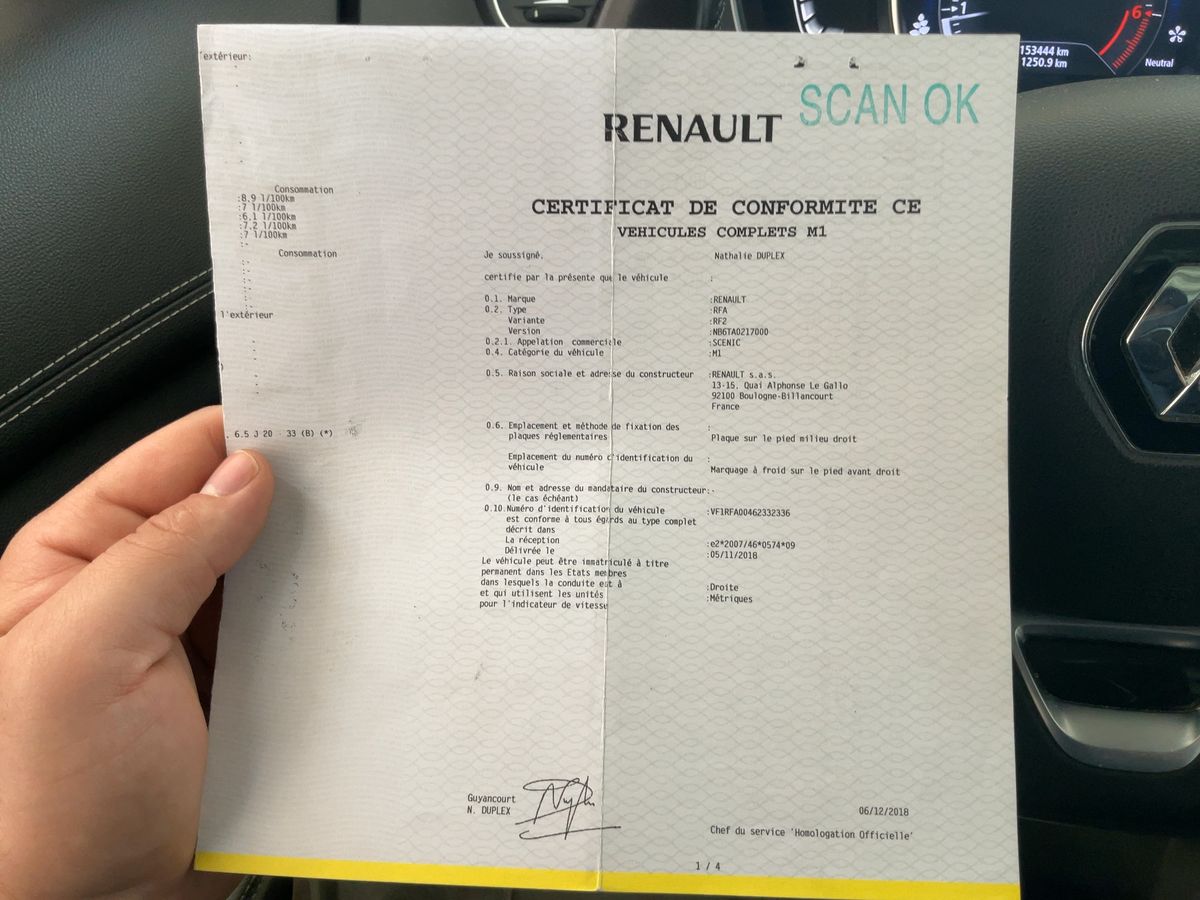 153444 km
1250.9 km
Neutral
6
1
'extérieur:
Consommation
:8.9 l/100km
:7 l/100km
:6.1 l/100km
:7.2 l/100km
:7 l/100km
Consommation
l'extérieur
. 6.5 J 20 - 33 (B) (*)
SCAN OK
RENAULT
CERTIFICAT DE CONFORMITE CE
VEHICULES COMPLETS M1
Je soussigné. Nathalie DUPLEX
certifie par la présente que le véhicule :
0.1. Marque :RENAULT
0.2. Type :RFA
Variante :RF2
Version :NB6TA0217000
0.2.1. Appelation commerciale :SCENIC
0.4. Catégorie du véhicule :M1
0.5. Raison sociale et adresse du constructeur :RENAULT s.a.s.
13-15. Quai Alphonse Le Gallo
92100 Boulogne-Billancourt
France
0.6. Emplacement et méthode de fixation des :
plaques réglementaires Plaque sur le pied milieu droit
Emplacement du numéro d'identification du :
véhicule Marquage à froid sur le pied avant droit
0.9. Nom et adresse du mandataire du constructeur:-
(le cas échéant)
0.10.Numéro d'identification du véhicule :VF1RFA00462332336
est conforme à tous égards au type complet
décrit dans
La réception :e2*2007/46*0574*09
Délivrée le :05/11/2018
Le véhicule peut être immatriculé à titre
permanent dans les Etats membres
dans lesquels la conduite est à :Droite
et qui utilisent les unités :Métriques
pour l'indicateur de vitesse
Guyancourt
N. DUPLEX
06/12/2018
Chef du service 'Homologation Officielle'
1 / 4